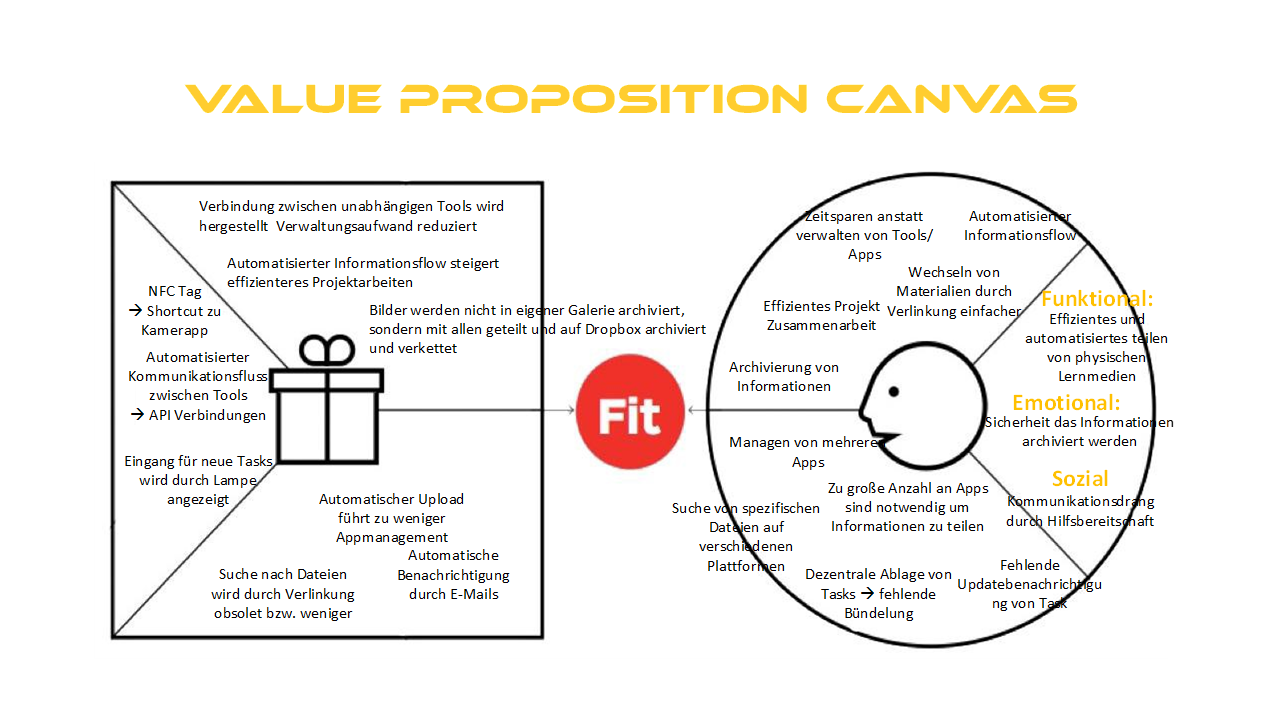 VALUE PROPOSITION CANVAS
Verbindung zwischen unabhängigen Tools wird
hergestellt Verwaltungsaufwand reduziert
Automatisierter Informationsflow steigert
effizienteres Projektarbeiten
Bilder werden nicht in eigener Galerie archiviert,
sondern mit allen geteilt und auf Dropbox archiviert
und verkettet
NFC Tag
→ Shortcut zu
Kamerapp
Automatisierter
Kommunikationsfluss
zwischen Tools
→ API Verbindungen
Eingang für neue Tasks
wird durch Lampe
angezeigt
Automatischer Upload
führt zu weniger
Appmanagement
Automatische
Benachrichtigung
durch E-Mails
Suche nach Dateien
wird durch Verlinkung
obsolet bzw. weniger
Fit
Zeitsparen anstatt
verwalten von Tools/
Apps
Automatisierter
Informationsflow
Wechseln von
Materialien durch
Verlinkung einfacher
Effizientes Projekt
Zusammenarbeit
Archivierung von
Informationen
Funktional:
Effizientes und
automatisiertes teilen
von physischen
Lernmedien
Emotional:
Sicherheit das Informationen
archiviert werden
Sozial
Kommunikationsdrang
durch Hilfsbereitschaft
Managen von mehrere
Apps
Zu große Anzahl an Apps
sind notwendig um
Informationen zu teilen
Suche von spezifischen
Dateien auf
verschiedenen
Plattformen
Dezentrale Ablage von
Tasks → fehlende
Bündelung
Fehlende
Updatebenachrichtigu
ng von Task